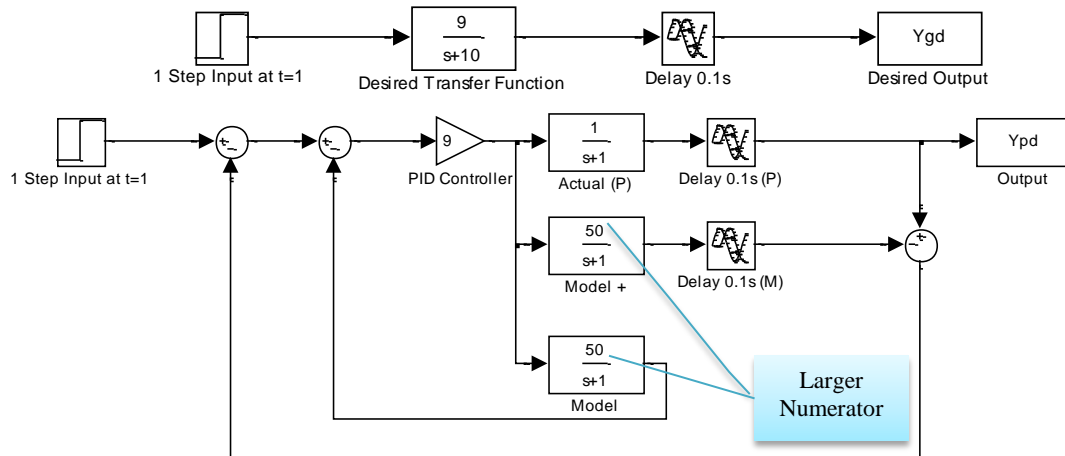 9
s+10
Ygd
1 Step Input at t=1
Desired Transfer Function
Delay 0.1s
Desired Output
+
-
+
-
9
1
s+1
Ypd
1 Step Input at t=1
PID Controller
Actual (P)
Delay 0.1s (P)
Output
50
s+1
+
-
Model +
Delay 0.1s (M)
50
s+1
Model
Larger
Numerator